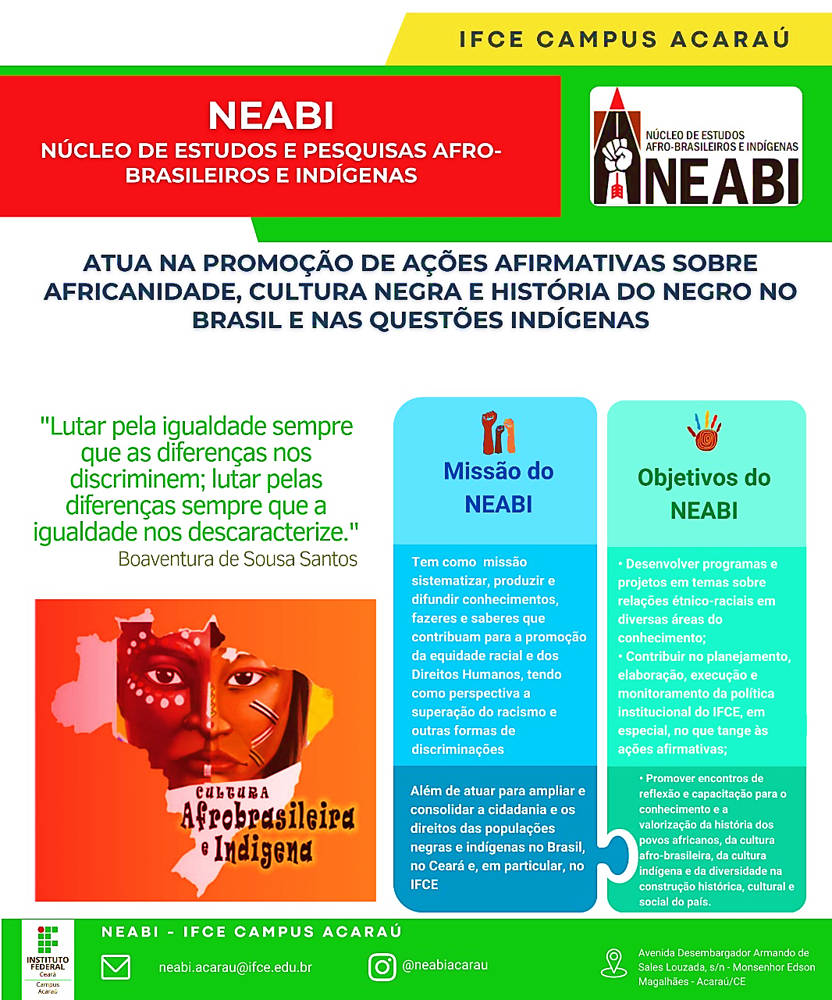 IFCE CAMPUS ACARAÚ
NEABI
NÚCLEO DE ESTUDOS E PESQUISAS AFRO-
BRASILEIROS E INDÍGENAS
NÚCLEO DE ESTUDOS
AFRO-BRASILEIROS E INDÍGENAS
NEABI
ATUA NA PROMOÇÃO DE AÇÕES AFIRMATIVAS SOBRE
AFRICANIDADE, CULTURA NEGRA E HISTÓRIA DO NEGRO NO
BRASIL E NAS QUESTÕES INDÍGENAS
"Lutar pela igualdade sempre
que as diferenças nos
discriminem; lutar pelas
diferenças sempre que a
igualdade nos descaracterize."
Boaventura de Sousa Santos
CULTURA
Afrobrasileira
e Indígena
Missão do
NEABI
Tem como missão
sistematizar, produzir e
difundir conhecimentos,
fazeres e saberes que
contribuam para a promoção
da equidade racial e dos
Direitos Humanos, tendo
como perspectiva a
superação do racismo e
outras formas de
discriminações
Além de atuar para ampliar e
consolidar a cidadania e os
direitos das populações
negras e indígenas no Brasil,
no Ceará e, em particular, no
IFCE
Objetivos do
NEABI
• Desenvolver programas e
projetos em temas sobre
relações étnico-raciais em
diversas áreas do
conhecimento;
• Contribuir no planejamento,
elaboração, execução e
monitoramento da política
institucional do IFCE, em
especial, no que tange às
ações afirmativas;
• Promover encontros de
reflexão e capacitação para o
conhecimento e a
valorização da história dos
povos africanos, da cultura
afro-brasileira, da cultura
indígena e da diversidade na
construção histórica, cultural e
social do país.
INSTITUTO
FEDERAL
Ceará
Campus
Acaraú
NEABI - IFCE CAMPUS ACARAÚ
neabi.acarau@ifce.edu.br
@neabiacarau
Avenida Desembargador Armando de
Sales Louzada, s/n - Monsenhor Edson
Magalhães - Acaraú/CE